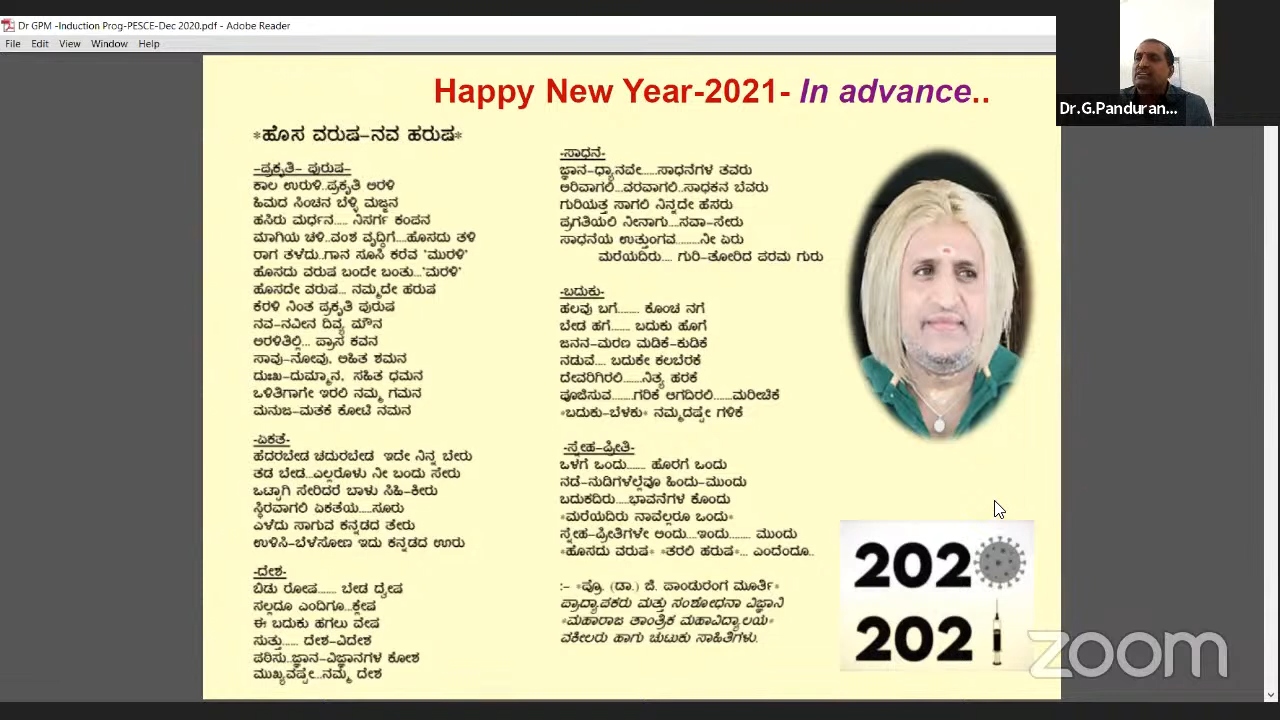 Dr GPM -Induction Prog-PESCE-Dec 2020.pdf - Adobe Reader
File Edit View Window Help
Dr.G.Panduran...
Happy New Year-2021- In advance..
*ಹೊಸ ವರುಷ-ನವ ಹರುಷ*
-ಪ್ರಕೃತಿ- ಪುರುಷ-
ಕಾಲ ಉರುಳಿ..ಪ್ರಕೃತಿ ಅರಳಿ
ಹಿಮದ ಸಿಂಚನ ಬೆಳ್ಳಿ ಮಜ್ಜನ
ಹಸಿರು ಮರ್ಧನ..... ನಿಸರ್ಗ ಕಂಪನ
ಮಾಗಿಯ ಚಳಿ..ವಂಶ ವೃದ್ಧಿಗೆ....ಹೊಸದು ತಳಿ
ರಾಗ ತಳೆದು..ಗಾನ ಸೂಸಿ ಕರೆವ 'ಮುರಳಿ'
ಹೊಸದು ವರುಷ ಬಂದೇ ಬಂತು...'ಮರಳಿ'
ಹೊಸದೇ ವರುಷ... ನಮ್ಮದೇ ಹರುಷ
ಕೆರಳಿ ನಿಂತ ಪ್ರಕೃತಿ ಪುರುಷ
ನವ-ನವೀನ ದಿವ್ಯ ಮೌನ
ಅರಳಿತಿಲ್ಲಿ... ಪ್ರಾಸ ಕವನ
ಸಾವು-ನೋವು, ಅಹಿತ ಶಮನ
ದುಃಖ-ದುಮ್ಮಾನ, ಸಹಿತ ಧಮನ
ಒಳಿತಿಗಾಗೇ ಇರಲಿ ನಮ್ಮ ಗಮನ
ಮನುಜ-ಮತಕೆ ಕೋಟಿ ನಮನ
-ಏಕತೆ-
ಹೆದರಬೇಡ ಚದುರಬೇಡ ಇದೇ ನಿನ್ನ ಬೇರು
ತಡ ಬೇಡ...ಎಲ್ಲರೊಳು ನೀ ಬಂದು ಸೇರು
ಒಟ್ಟಾಗಿ ಸೇರಿದರೆ ಬಾಳು ಸಿಹಿ-ಕೀರು
ಸ್ಥಿರವಾಗಲಿ ಏಕತೆಯ....ಸೂರು
ಎಳೆದು ಸಾಗುವ ಕನ್ನಡದ ತೇರು
ಉಳಿಸಿ-ಬೆಳೆಸೋಣ ಇದು ಕನ್ನಡದ ಊರು
-ದೇಶ-
ಬಿಡು ರೋಷ....... ಬೇಡ ದ್ವೇಷ
ಸಲ್ಲದೂ ಎಂದಿಗೂ...ಕ್ಲೇಷ
ಈ ಬದುಕು ಹಗಲು ವೇಷ
ಸುತ್ತು...... ದೇಶ-ವಿದೇಶ
ಪಠಿಸು..ಜ್ಞಾನ-ವಿಜ್ಞಾನಗಳ ಕೋಶ
ಮುಖ್ಯವಷ್ಟೇ...ನಮ್ಮ ದೇಶ
-ಸಾಧನೆ-
ಜ್ಞಾನ-ಧ್ಯಾನವೇ.....ಸಾಧನೆಗಳ ತವರು
ಅರಿವಾಗಲಿ...ವರವಾಗಲಿ..ಸಾಧಕನ ಬೆವರು
ಗುರಿಯತ್ತ ಸಾಗಲಿ ನಿನ್ನದೇ ಹೆಸರು
ಪ್ರಗತಿಯಲಿ ನೀನಾಗು....ಸವಾ-ಸೇರು
ಸಾಧನೆಯ ಉತ್ತುಂಗವ........ನೀ ಏರು
ಮರೆಯದಿರು.... ಗುರಿ-ತೋರಿದ ಪರಮ ಗುರು
-ಬದುಕು-
ಹಲವು ಬಗೆ........ ಕೊಂಚ ನಗೆ
ಬೇಡ ಹಗೆ...... ಬದುಕು ಹೊಗೆ
ಜನನ-ಮರಣ ಮಡಿಕೆ-ಕುಡಿಕೆ
ನಡುವೆ.... ಬದುಕೇ ಕಲಬೆರಕೆ
ದೇವರಿಗಿರಲಿ.......ನಿತ್ಯ ಹರಕೆ
ಪೂಜಿಸುವ........ಗರಿಕೆ ಆಗದಿರಲಿ......ಮರೀಚಿಕೆ
*ಬದುಕು-ಬೆಳಕು* ನಮ್ಮದಷ್ಟೇ ಗಳಿಕೆ
-ಸ್ನೇಹ-ಪ್ರೀತಿ-
ಒಳಗೆ ಒಂದು....... ಹೊರಗೆ ಒಂದು
ನಡೆ-ನುಡಿಗಳೆಲ್ಲೆವೂ ಹಿಂದು-ಮುಂದು
ಬದುಕದಿರು.....ಭಾವನೆಗಳ ಕೊಂದು
*ಮರೆಯದಿರು ನಾವೆಲ್ಲರೂ ಒಂದು*
ಸ್ನೇಹ-ಪ್ರೀತಿಗಳೇ ಅಂದು....ಇಂದು........ ಮುಂದು
*ಹೊಸದು ವರುಷ* *ತರಲಿ ಹರುಷ*... ಎಂದೆಂದೂ..
:- *ಪ್ರೊ. (ಡಾ.) ಜಿ. ಪಾಂಡುರಂಗ ಮೂರ್ತಿ*
ಪ್ರಾಧ್ಯಾಪಕರು ಮತ್ತು ಸಂಶೋಧನಾ ವಿಜ್ಞಾನಿ
*ಮಹಾರಾಜ ತಾಂತ್ರಿಕ ಮಹಾವಿದ್ಯಾಲಯ*
ವಕೀಲರು ಹಾಗು ಚುಟುಕು ಸಾಹಿತಿಗಳು.
202
202
zoom